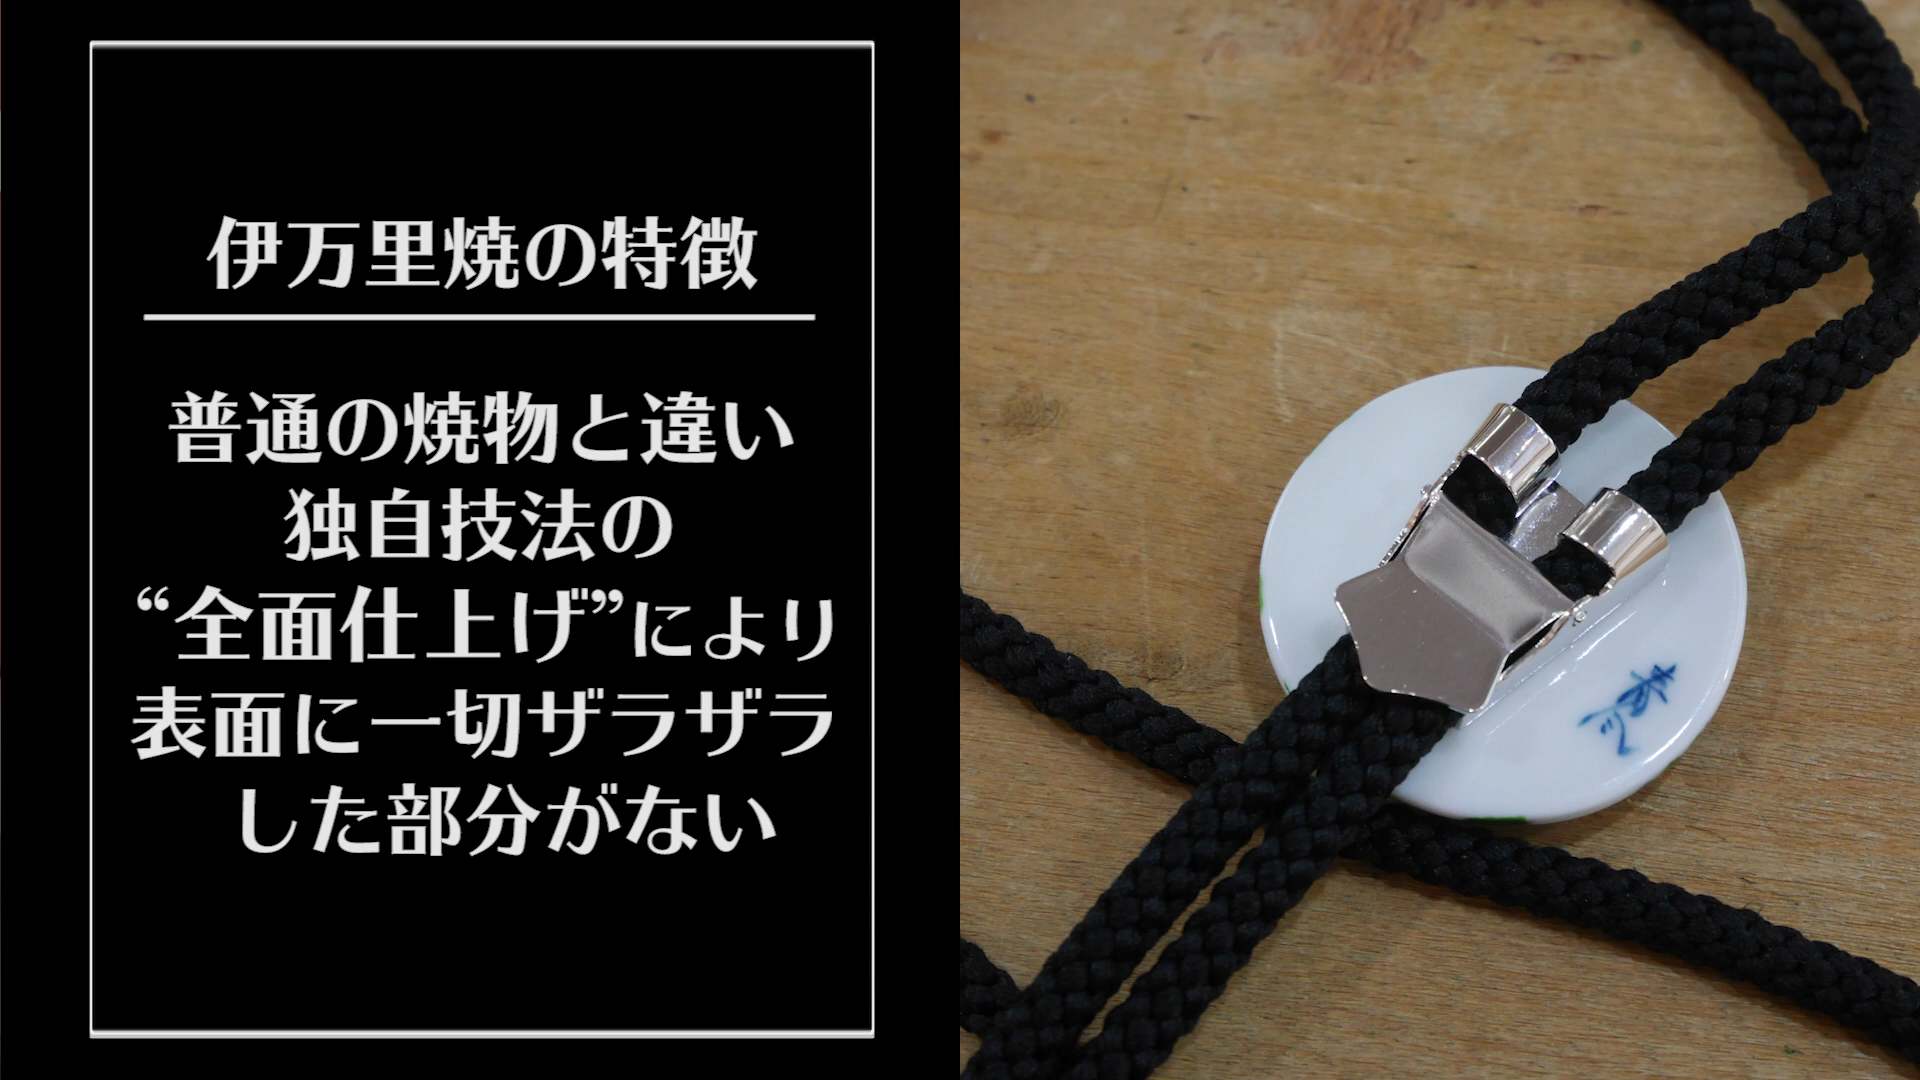 伊万里焼の特徴
普通の焼物と違い
独自技法の
“全面仕上げ”により
表面に一切ザラザラ
した部分がない